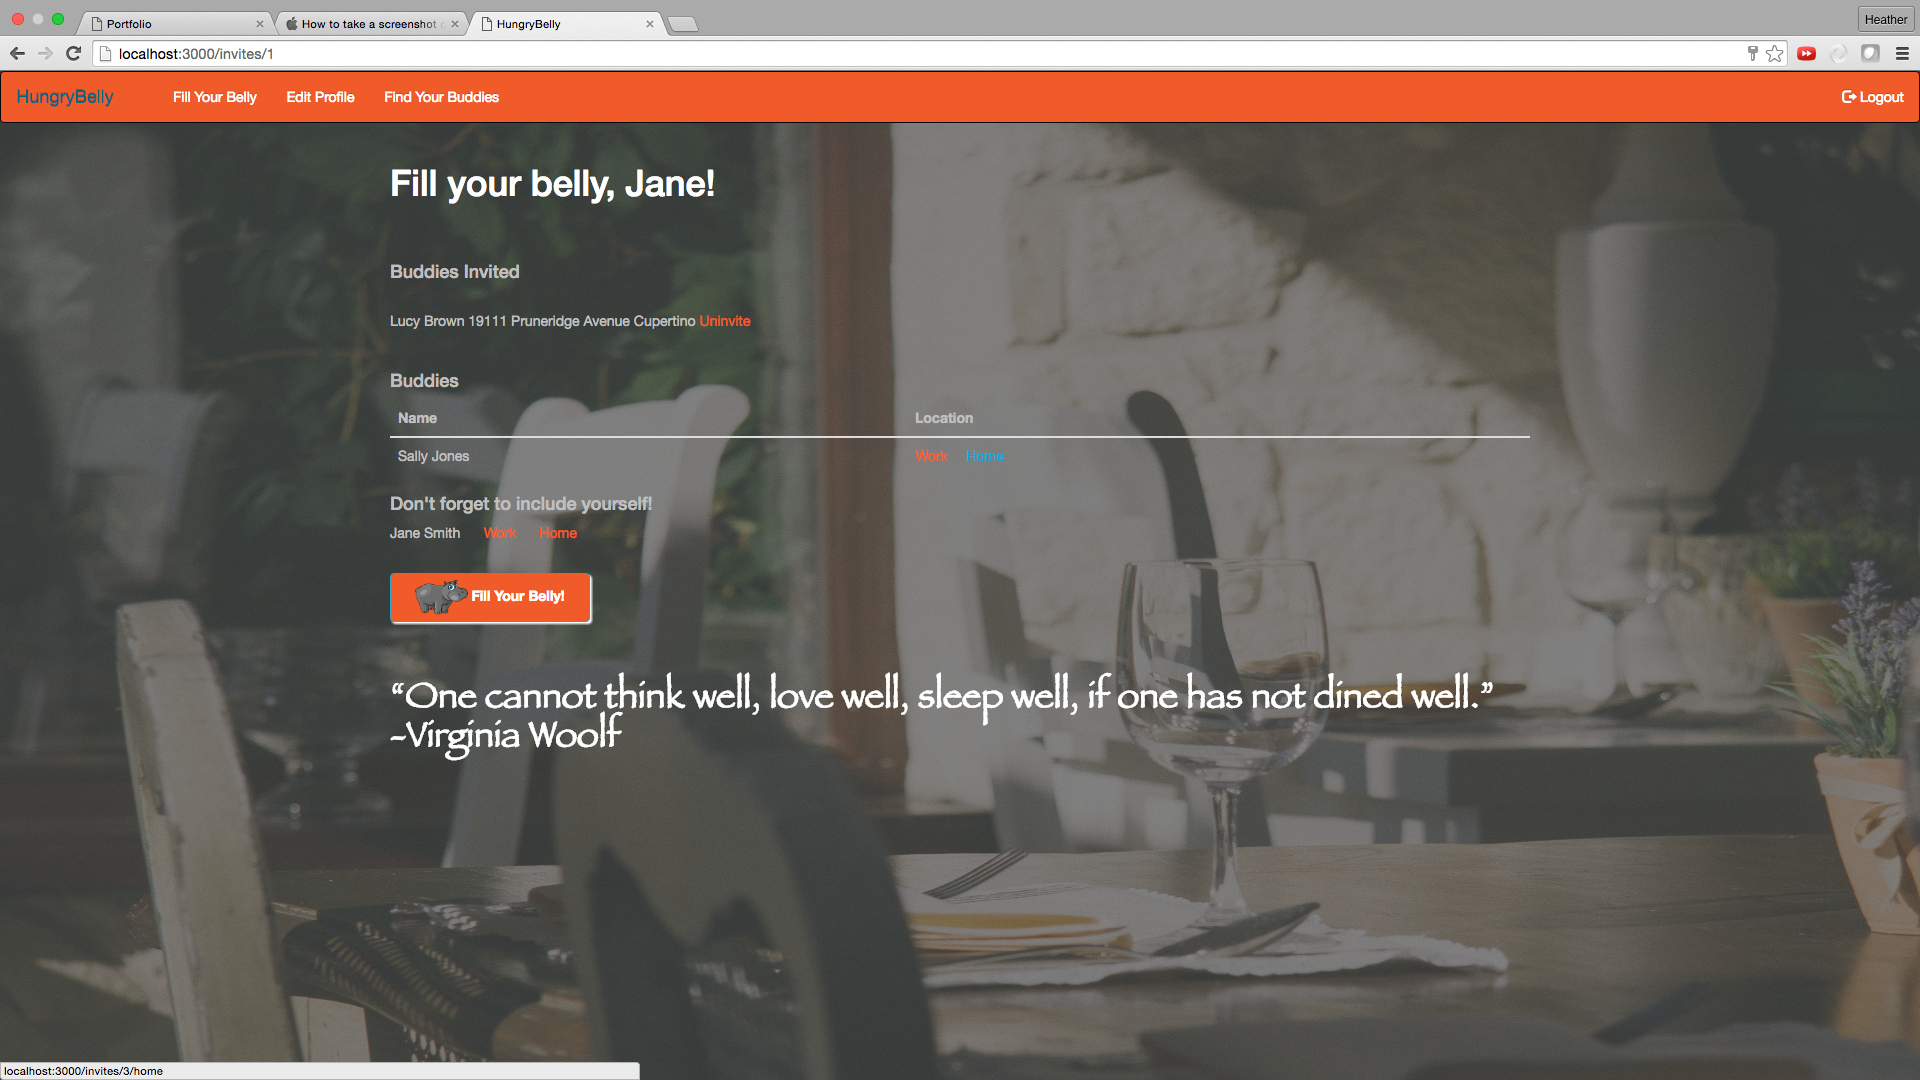 Portfolio
How to take a screenshot
HungryBelly
Heather
localhost:3000/invites/1
HungryBelly Fill Your Belly Edit Profile Find Your Buddies Logout
Fill your belly, Jane!
Buddies Invited
Lucy Brown 19111 Pruneridge Avenue Cupertino Uninvite
Buddies
Name Location
Sally Jones Work Home
Don't forget to include yourself!
Jane Smith Work Home
Fill Your Belly!
“One cannot think well, love well, sleep well, if one has not dined well.”
-Virginia Woolf
localhost:3000/invites/3/home